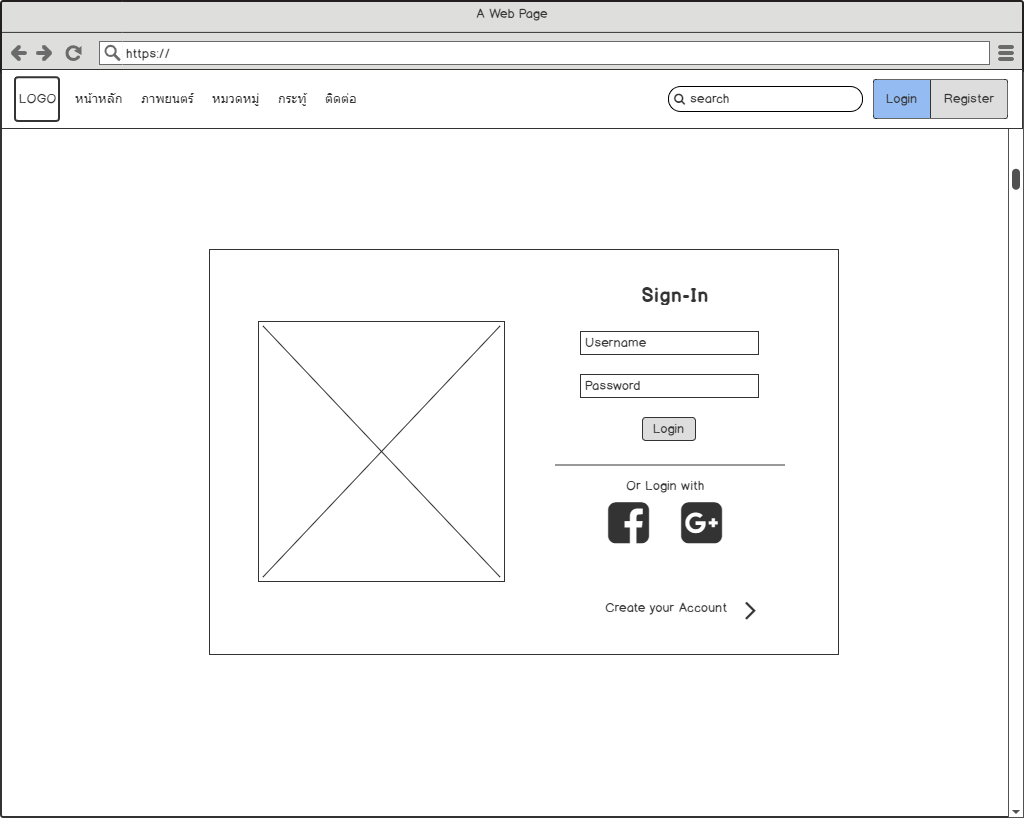 A Web Page
https://
LOGO หน้าหลัก ภาพยนตร์ หมวดหมู่ กระทู้ ติดต่อ search Login Register
Sign-In
Username
Password
Login
Or Login with
Create your Account